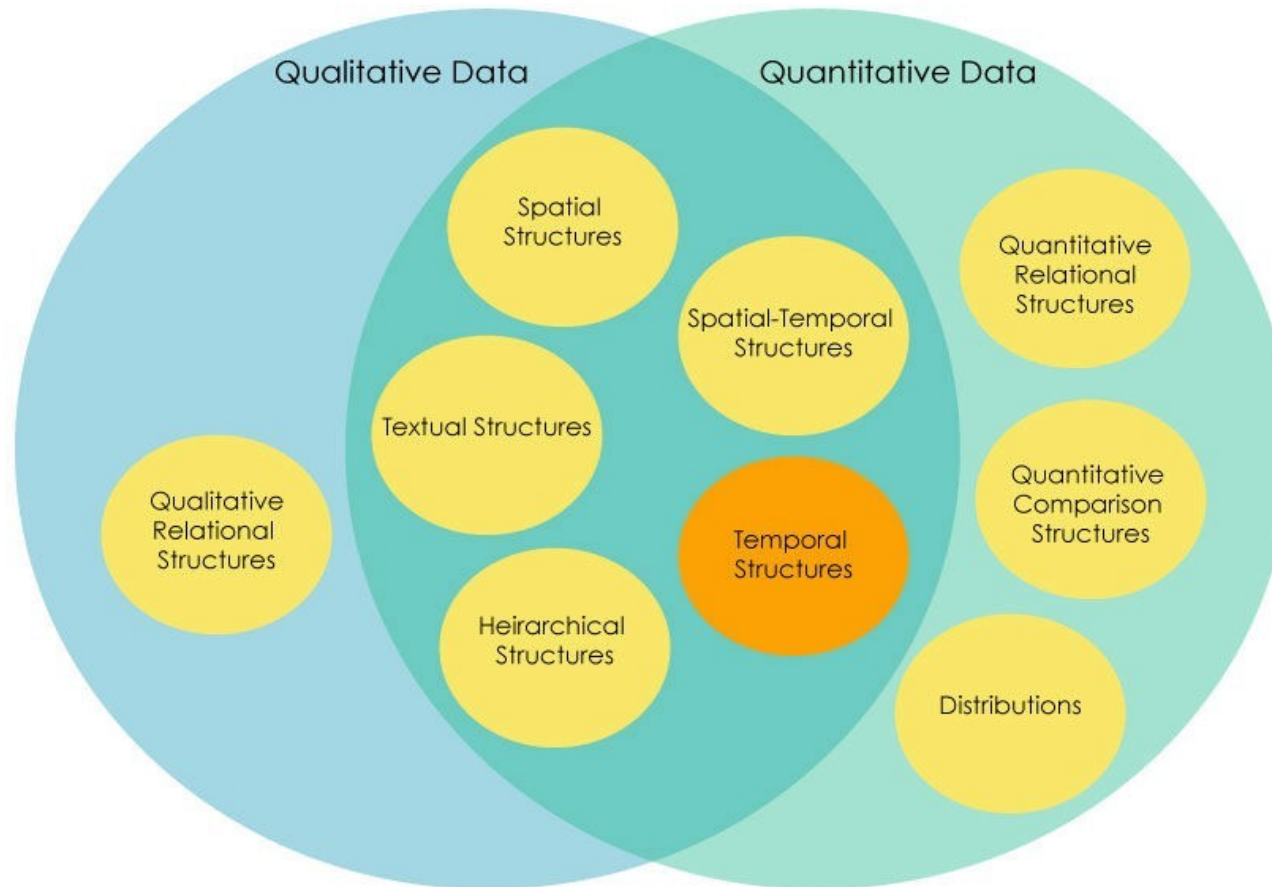 Qualitative Data
Quantitative Data
Spatial
Structures
Quantitative
Relational
Structures
Spatial-Temporal
Structures
Textual Structures
Qualitative
Relational
Structures
Quantitative
Comparison
Structures
Temporal
Structures
Heirarchical
Structures
Distributions